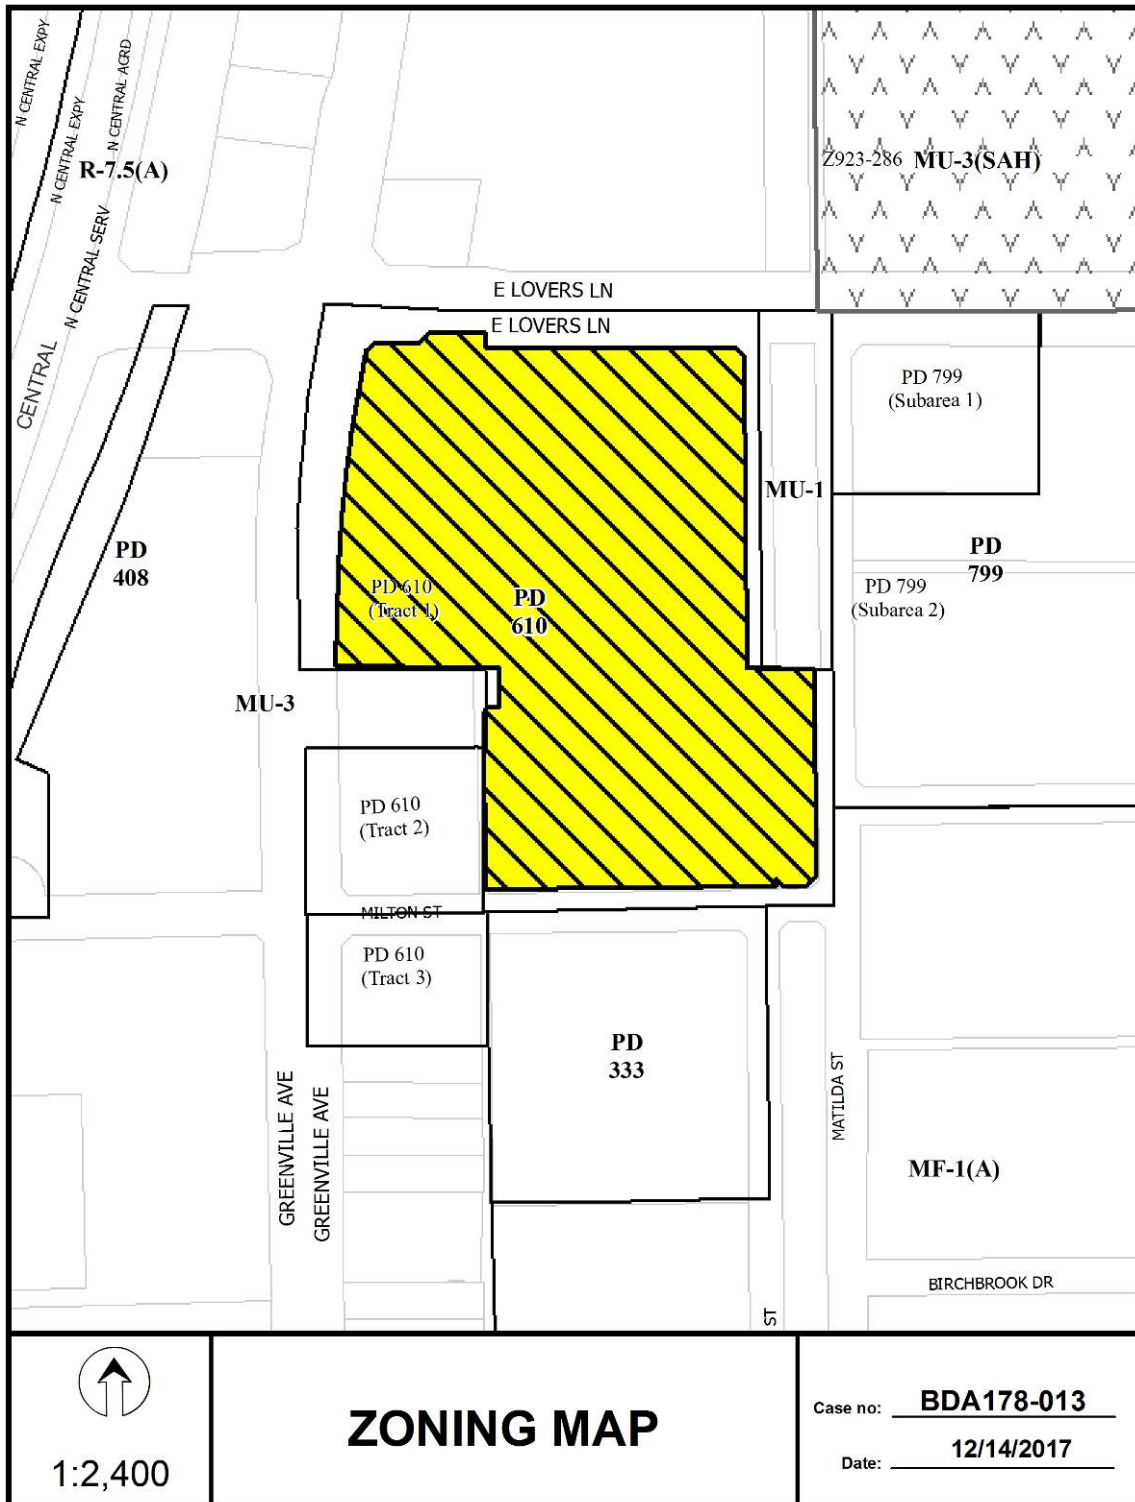 N CENTRAL EXPY
N CENTRAL EXPY
N CENTRAL ACRD
R-7.5(A)
Z923-286 MU-3(SAH)
N CENTRAL SERV
CENTRAL
E LOVERS LN
E LOVERS LN
PD 799
(Subarea 1)
MU-1
PD
408
PD
799
PD 610
(Tract 1)
PD
610
PD 799
(Subarea 2)
MU-3
PD 610
(Tract 2)
MILTON ST
PD 610
(Tract 3)
PD
333
GREENVILLE AVE
GREENVILLE AVE
MATILDA ST
MF-1(A)
BIRCHBROOK DR
ST
1:2,400
ZONING MAP
Case no: BDA178-013
Date: 12/14/2017